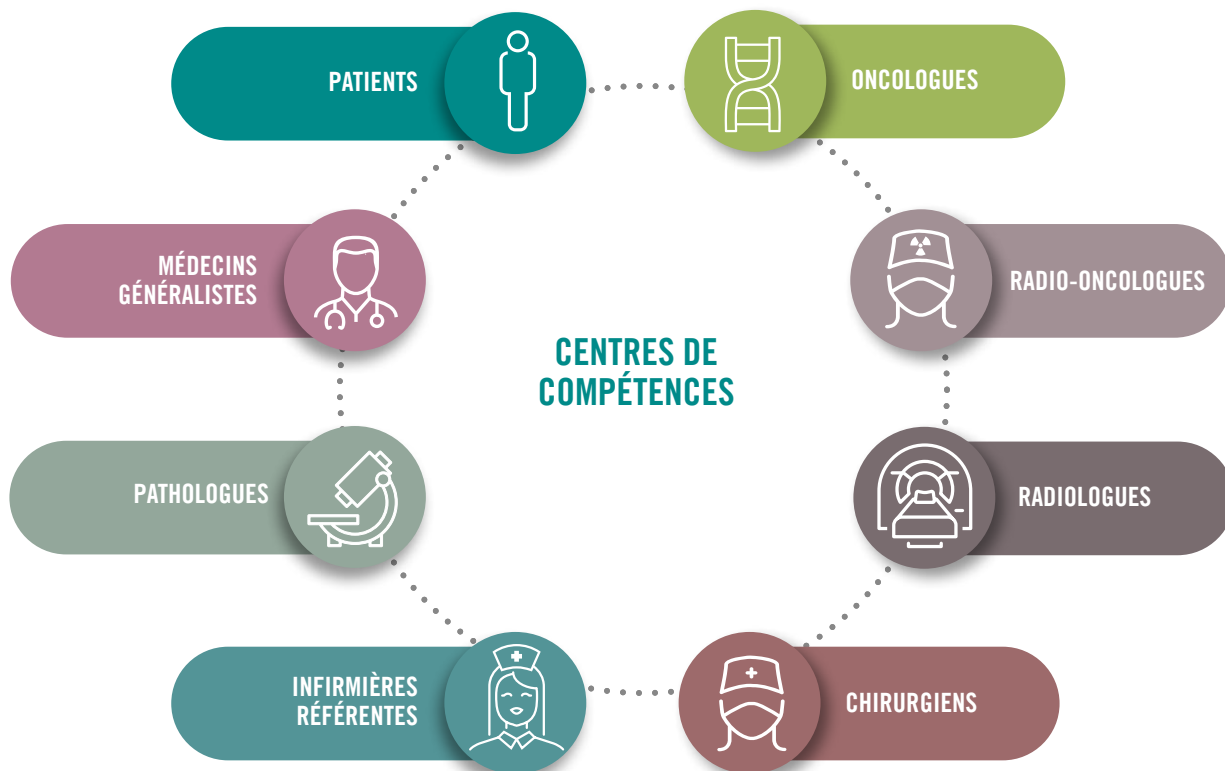 PATIENTS
ONCOLOGUES
MÉDECINS
GÉNÉRALISTES
RADIO-ONCOLOGUES
CENTRES DE
COMPÉTENCES
PATHOLOGUES
RADIOLOGUES
INFIRMIÈRES
RÉFÉRENTES
CHIRURGIENS